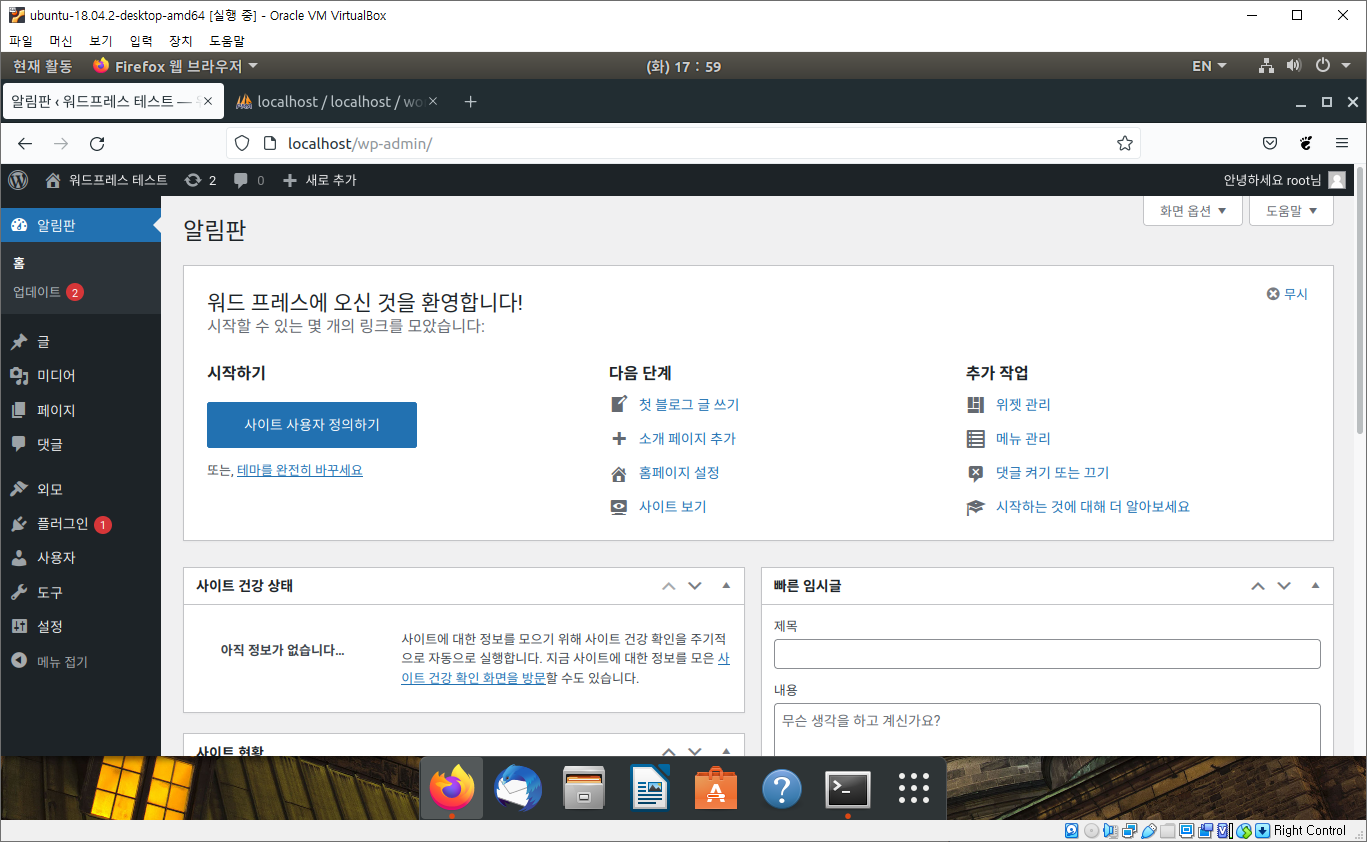 ubuntu-18.04.2-desktop-amd64 [실행 중] - Oracle VM VirtualBox
파일 머신 보기 입력 장치 도움말
현재 활동 Firefox 웹 브라우저 (화) 17 : 59 EN
알림판 ‹ 워드프레스 테스트 — localhost / localhost / wo
localhost/wp-admin/
워드프레스 테스트 2 0 새로 추가 안녕하세요 root님
알림판
홈
업데이트 2
글
미디어
페이지
댓글
외모
플러그인 1
사용자
도구
설정
메뉴 접기
화면 옵션 도움말
알림판
워드 프레스에 오신 것을 환영합니다! 무시
시작할 수 있는 몇 개의 링크를 모았습니다:
시작하기
사이트 사용자 정의하기
또는, 테마를 완전히 바꾸세요
다음 단계
첫 블로그 글 쓰기
소개 페이지 추가
홈페이지 설정
사이트 보기
추가 작업
위젯 관리
메뉴 관리
댓글 켜기 또는 끄기
시작하는 것에 대해 더 알아보세요
사이트 건강 상태
아직 정보가 없습니다...
사이트에 대한 정보를 모으기 위해 사이트 건강 확인을 주기적
으로 자동으로 실행합니다. 지금 사이트에 대한 정보를 모은 사
이트 건강 확인 화면을 방문할 수도 있습니다.
사이트 현황
빠른 임시글
제목
내용
무슨 생각을 하고 계신가요?
Right Control